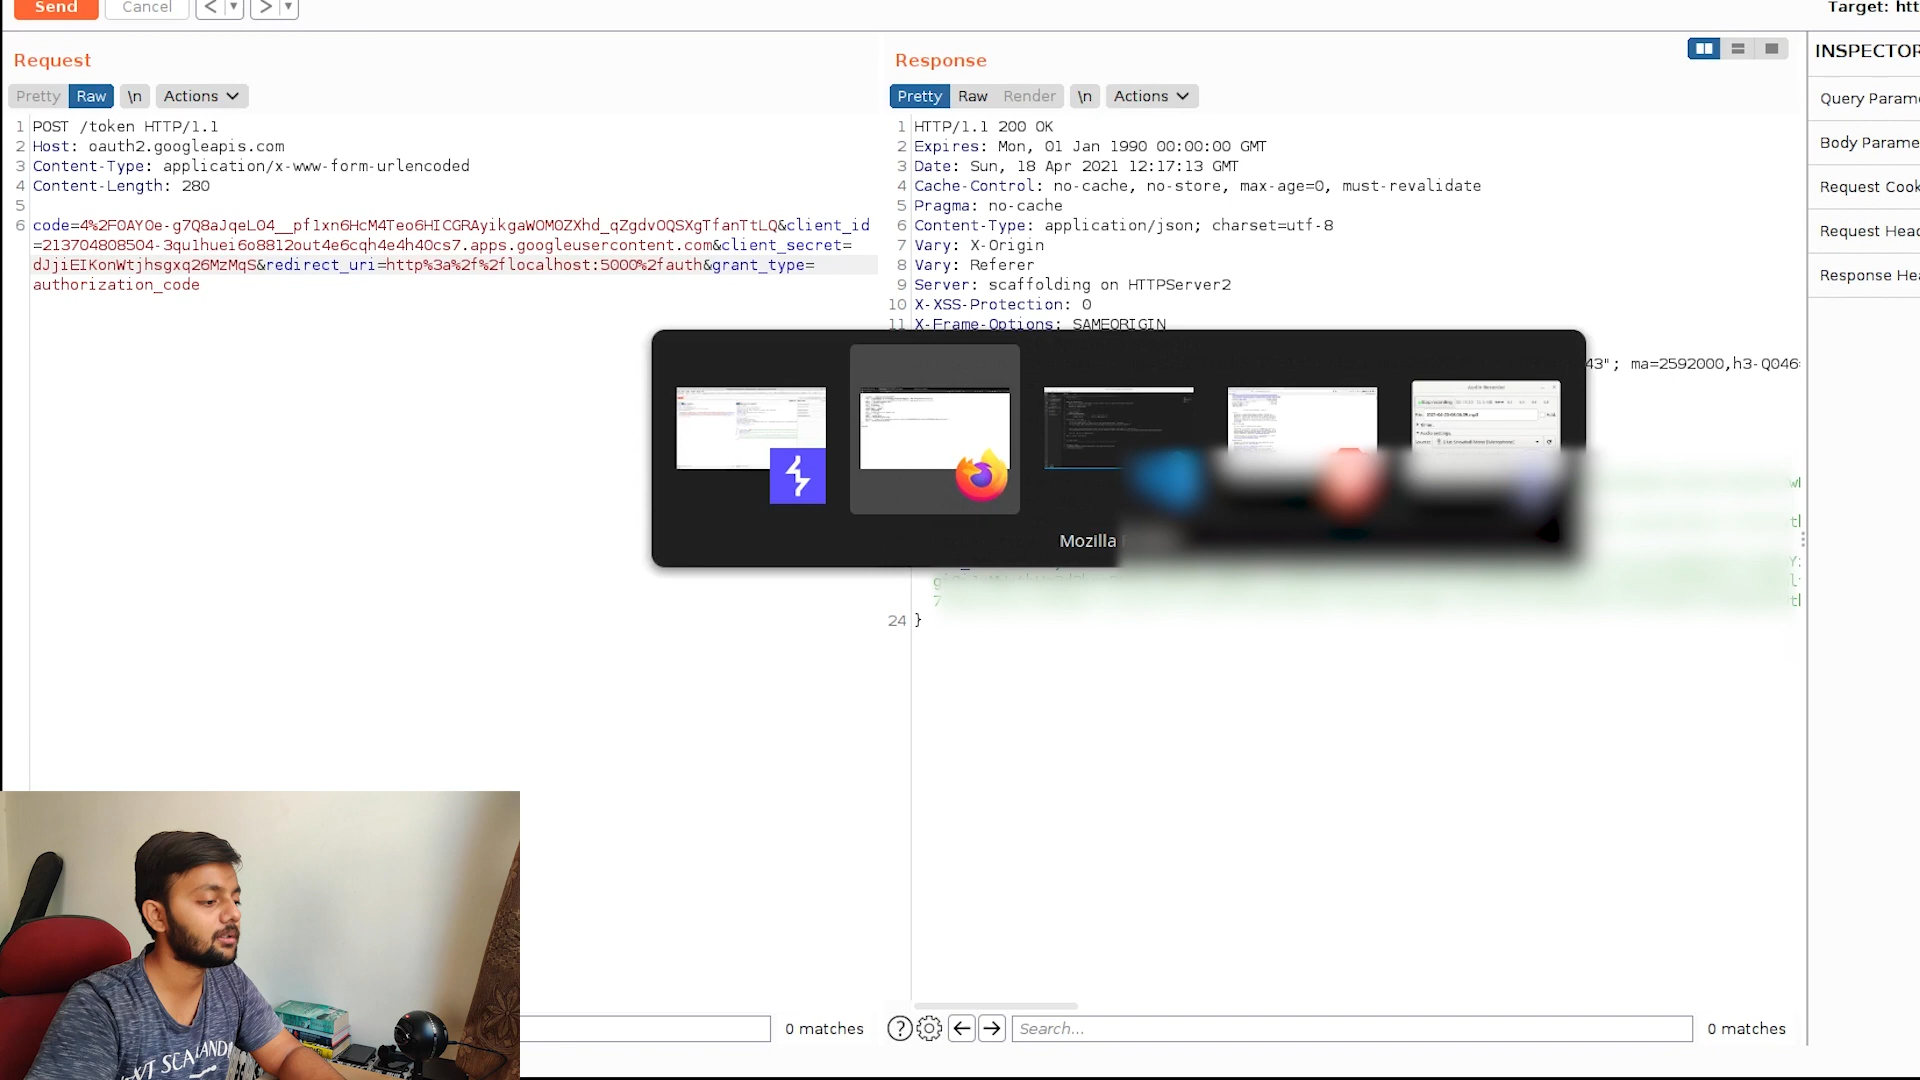 Send
Cancel
<
>
Target: htt
Request
Response
INSPECTOR
Pretty
Raw
\n
Actions
Pretty
Raw
Render
\n
Actions
Query Parame
Body Parame
Request Cook
Request Head
Response Hea
1 POST /token HTTP/1.1
2 Host: oauth2.googleapis.com
3 Content-Type: application/x-www-form-urlencoded
4 Content-Length: 280
5
6 code=4%2F0AY0e-g7Q8aJqeL04__pf1xn6HcM4Teo6HICGRAyikgaWOM0ZXhd_qZgdvOQSXgTfanTtLQ&client_id
=213704808504-3qu1huei6o8812out4e6cqh4e4h40cs7.apps.googleusercontent.com&client_secret=
dJjiEIKonWtjhsgxq26MzMqS&redirect_uri=http%3a%2f%2flocalhost:5000%2fauth&grant_type=
authorization_code
1 HTTP/1.1 200 OK
2 Expires: Mon, 01 Jan 1990 00:00:00 GMT
3 Date: Sun, 18 Apr 2021 12:17:13 GMT
4 Cache-Control: no-cache, no-store, max-age=0, must-revalidate
5 Pragma: no-cache
6 Content-Type: application/json; charset=utf-8
7 Vary: X-Origin
8 Vary: Referer
9 Server: scaffolding on HTTPServer2
10 X-XSS-Protection: 0
11 X-Frame-Options: SAMEORIGIN
43"; ma=2592000,h3-Q046=
Mozilla
24 }
0 matches
?
Search...
0 matches